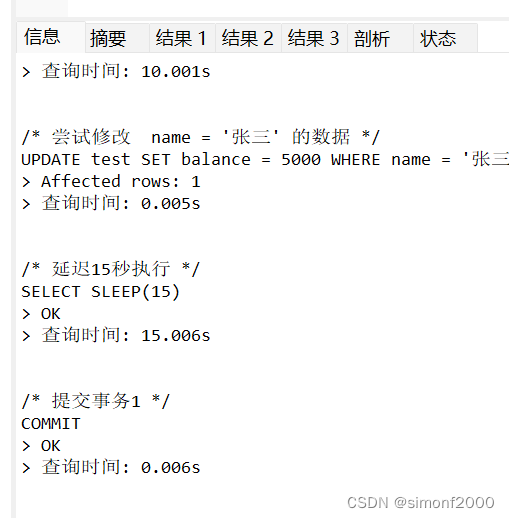 信息 摘要 结果 1 结果 2 结果 3 剖析 状态
> 查询时间: 10.001s
/* 尝试修改  name = '张三' 的数据 */
UPDATE test SET balance = 5000 WHERE name = '张三
> Affected rows: 1
> 查询时间: 0.005s
/* 延迟15秒执行 */
SELECT SLEEP(15)
> OK
> 查询时间: 15.006s
/* 提交事务1 */
COMMIT
> OK
> 查询时间: 0.006s
CSDN @simonf2000